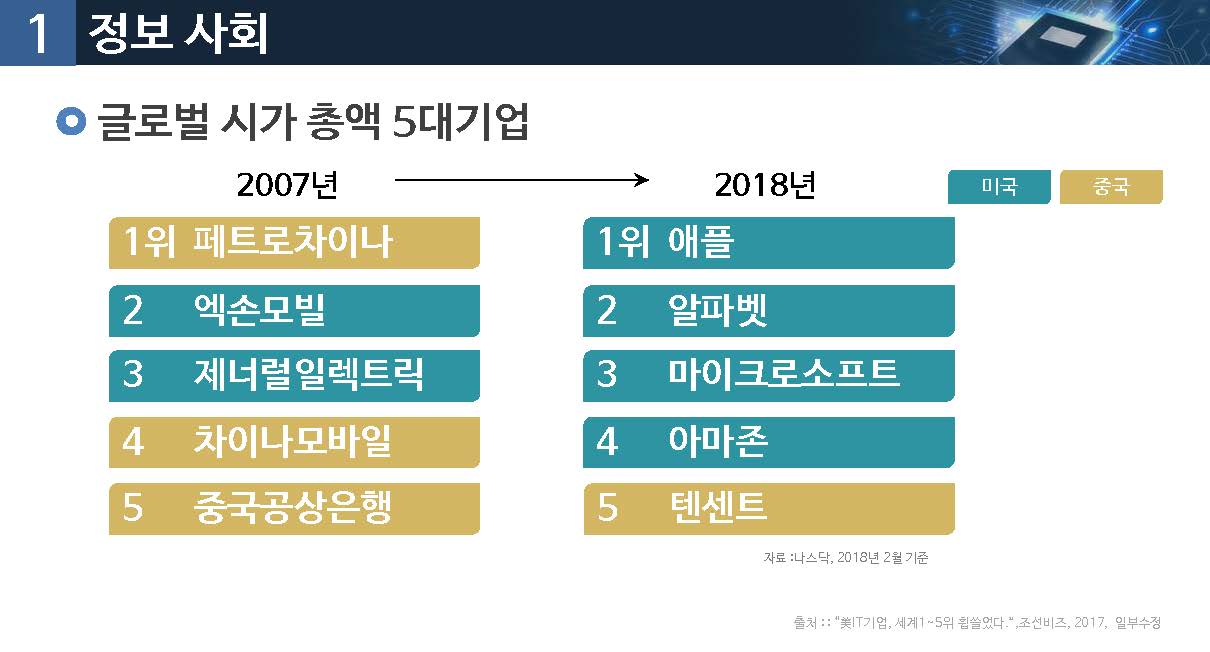 1 정보 사회
글로벌 시가 총액 5대기업
2007년 2018년 미국 중국
1위 페트로차이나
2 엑손모빌
3 제너럴일렉트릭
4 차이나모바일
5 중국공상은행
1위 애플
2 알파벳
3 마이크로소프트
4 아마존
5 텐센트
자료 :나스닥, 2018년 2월 기준
출처 : : "美IT기업, 세계1~5위 휩쓸었다.",조선비즈, 2017, 일부수정